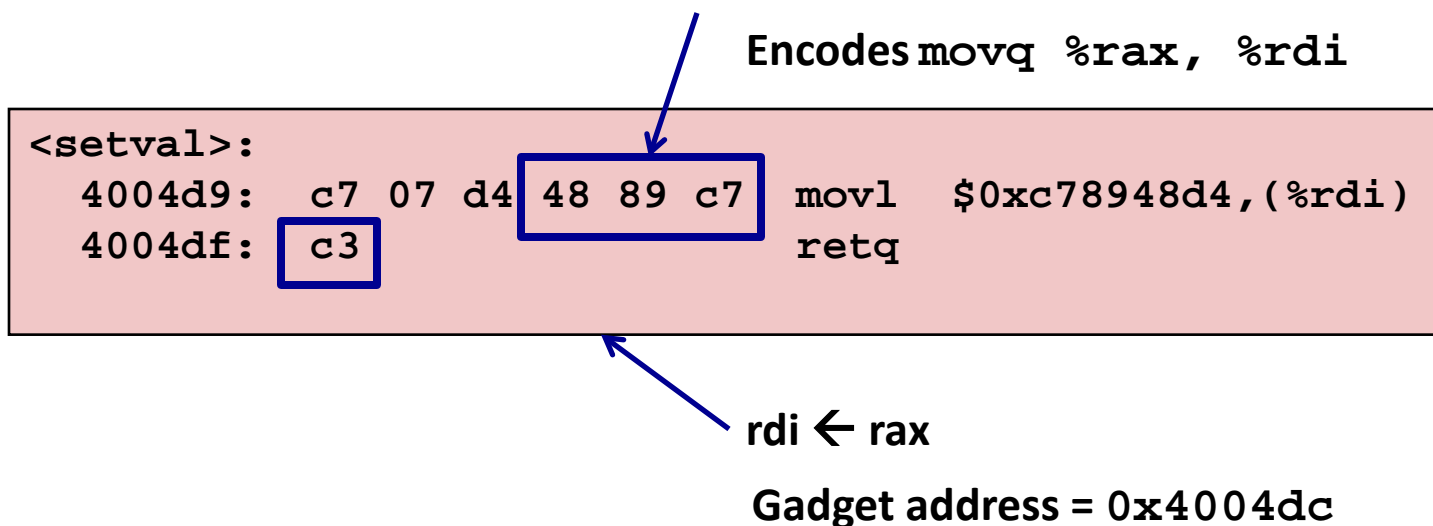 Encodes movq %rax, %rdi
<setval>:
4004d9: c7 07 d4 48 89 c7 movl $0xc78948d4,(%rdi)
4004df: c3 retq
rdi ← rax
Gadget address = 0x4004dc